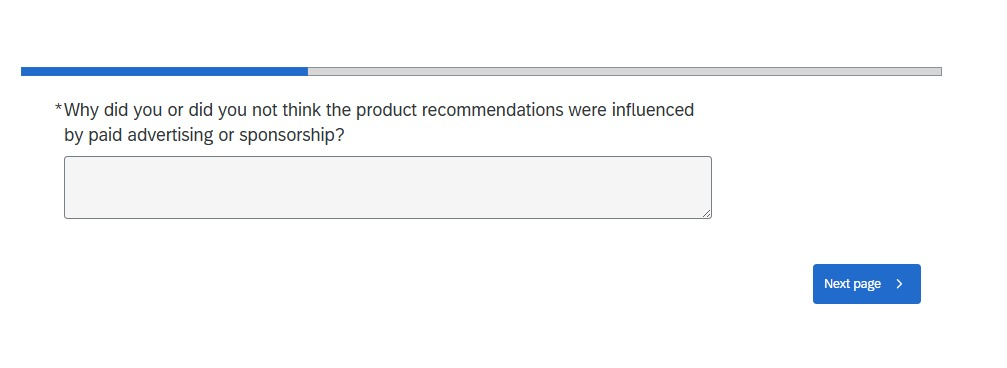 *Why did you or did you not think the product recommendations were influenced
by paid advertising or sponsorship?
Next page